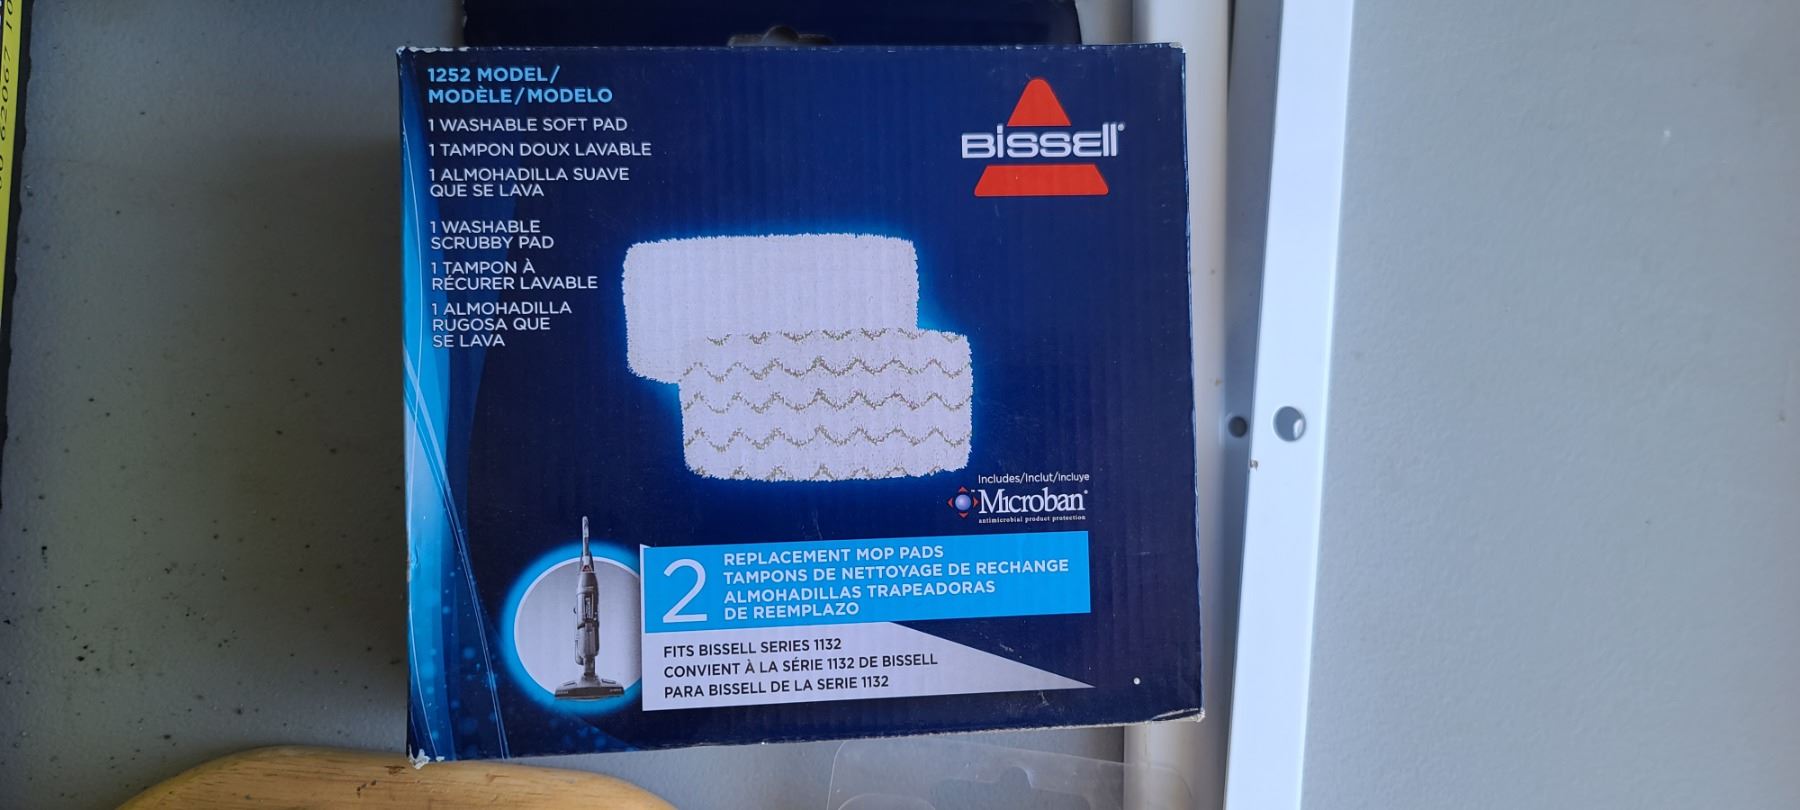 1252 MODEL/
MODÈLE/MODELO
1 WASHABLE SOFT PAD
1 TAMPON DOUX LAVABLE
1 ALMOHADILLA SUAVE
QUE SE LAVA
1 WASHABLE
SCRUBBY PAD
1 TAMPON À
RÉCURER LAVABLE
1 ALMOHADILLA
RUGOSA QUE
SE LAVA
BISSELL®
Includes/Inclut/Incluye
Microban®
antimicrobial product protection
2
REPLACEMENT MOP PADS
TAMPONS DE NETTOYAGE DE RECHANGE
ALMOHADILLAS TRAPEADORAS
DE REEMPLAZO
FITS BISSELL SERIES 1132
CONVIENT À LA SÉRIE 1132 DE BISSELL
PARA BISSELL DE LA SERIE 1132